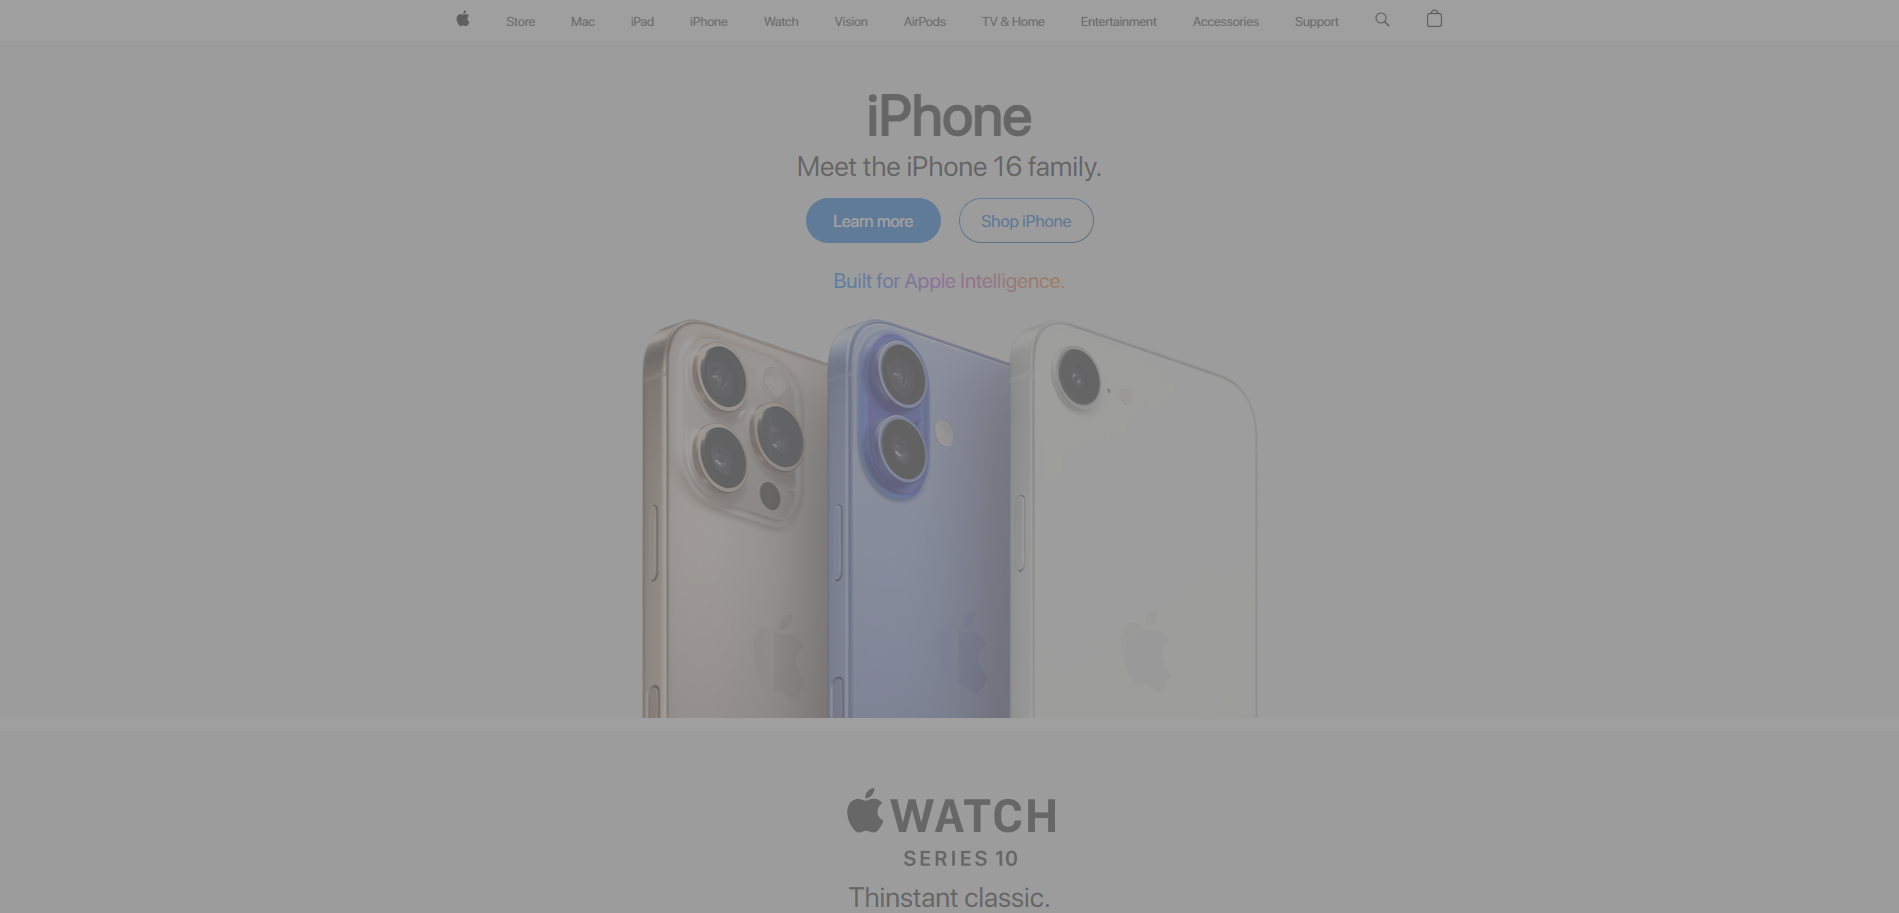 Store Mac iPad iPhone Watch Vision AirPods TV & Home Entertainment Accessories Support
iPhone
Meet the iPhone 16 family.
Learn more Shop iPhone
Built for Apple Intelligence.
WATCH
SERIES 10
Thinstant classic.